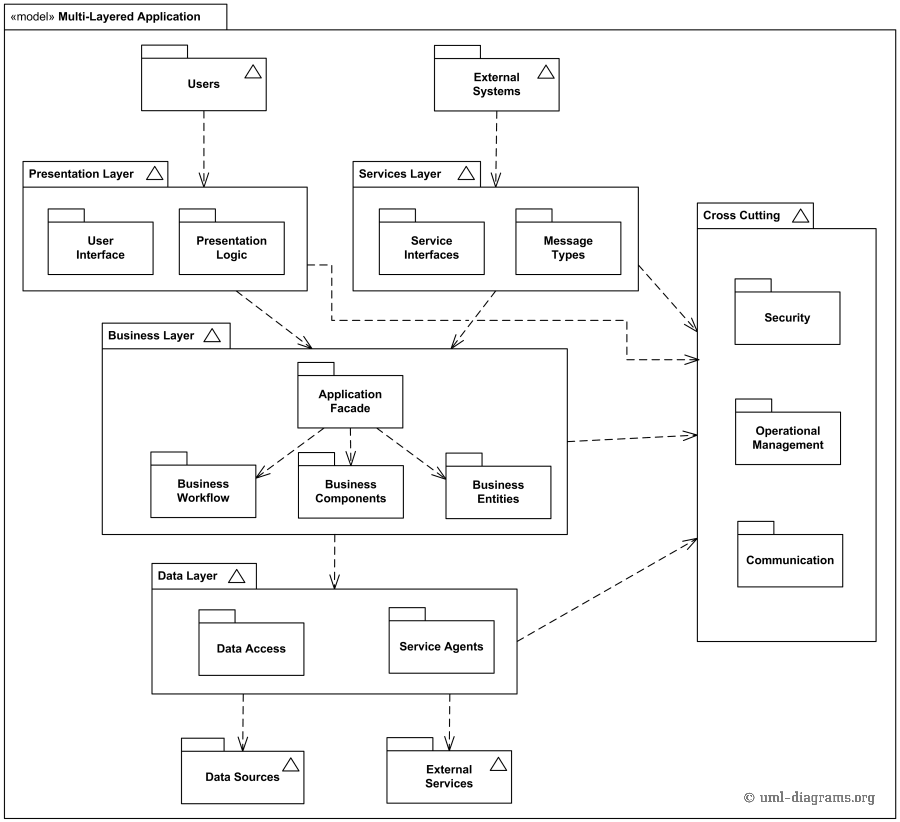 «model» Multi-Layered Application
Users
External
Systems
Presentation Layer
Services Layer
Cross Cutting
User
Interface
Presentation
Logic
Service
Interfaces
Message
Types
Security
Business Layer
Application
Facade
Operational
Management
Business
Workflow
Business
Components
Business
Entities
Communication
Data Layer
Data Access
Service Agents
Data Sources
External
Services
© uml-diagrams.org